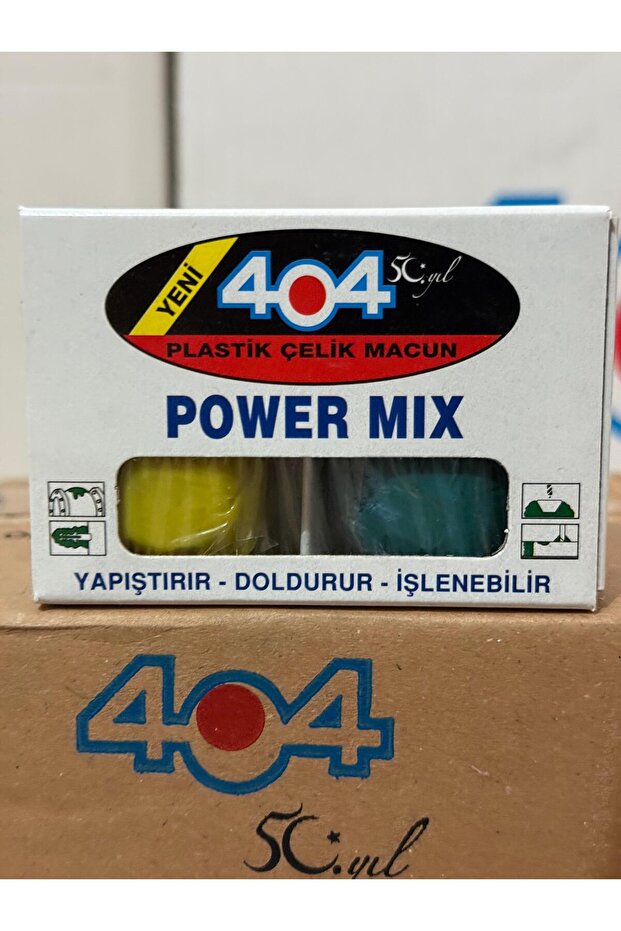 YENİ
404 50.yıl
PLASTİK ÇELİK MACUN
POWER MIX
YAPIŞTIRIR - DOLDURUR - İŞLENEBİLİR
404
50.yıl